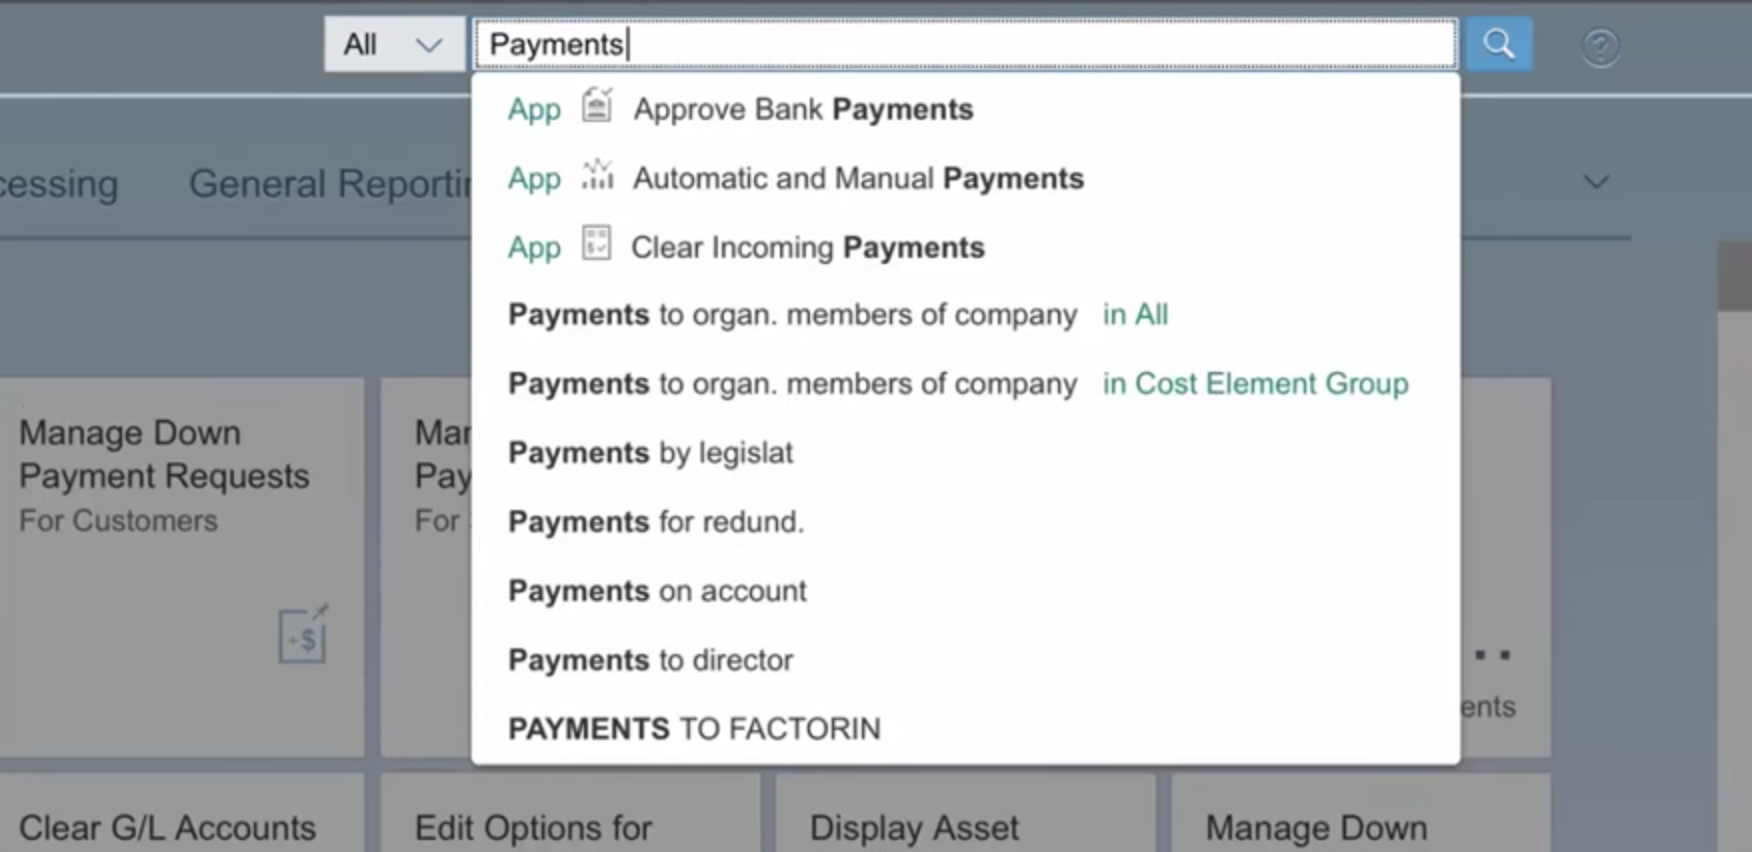 All
Payments
App Approve Bank Payments
cessing
General Reportin
App Automatic and Manual Payments
App Clear Incoming Payments
Payments to organ. members of company in All
Payments to organ. members of company in Cost Element Group
Payments by legislat
Payments for redund.
Payments on account
Payments to director
PAYMENTS TO FACTORIN
Manage Down
Payment Requests
For Customers
Mar
Pay
For
ents
Clear G/L Accounts
Edit Options for
Display Asset
Manage Down